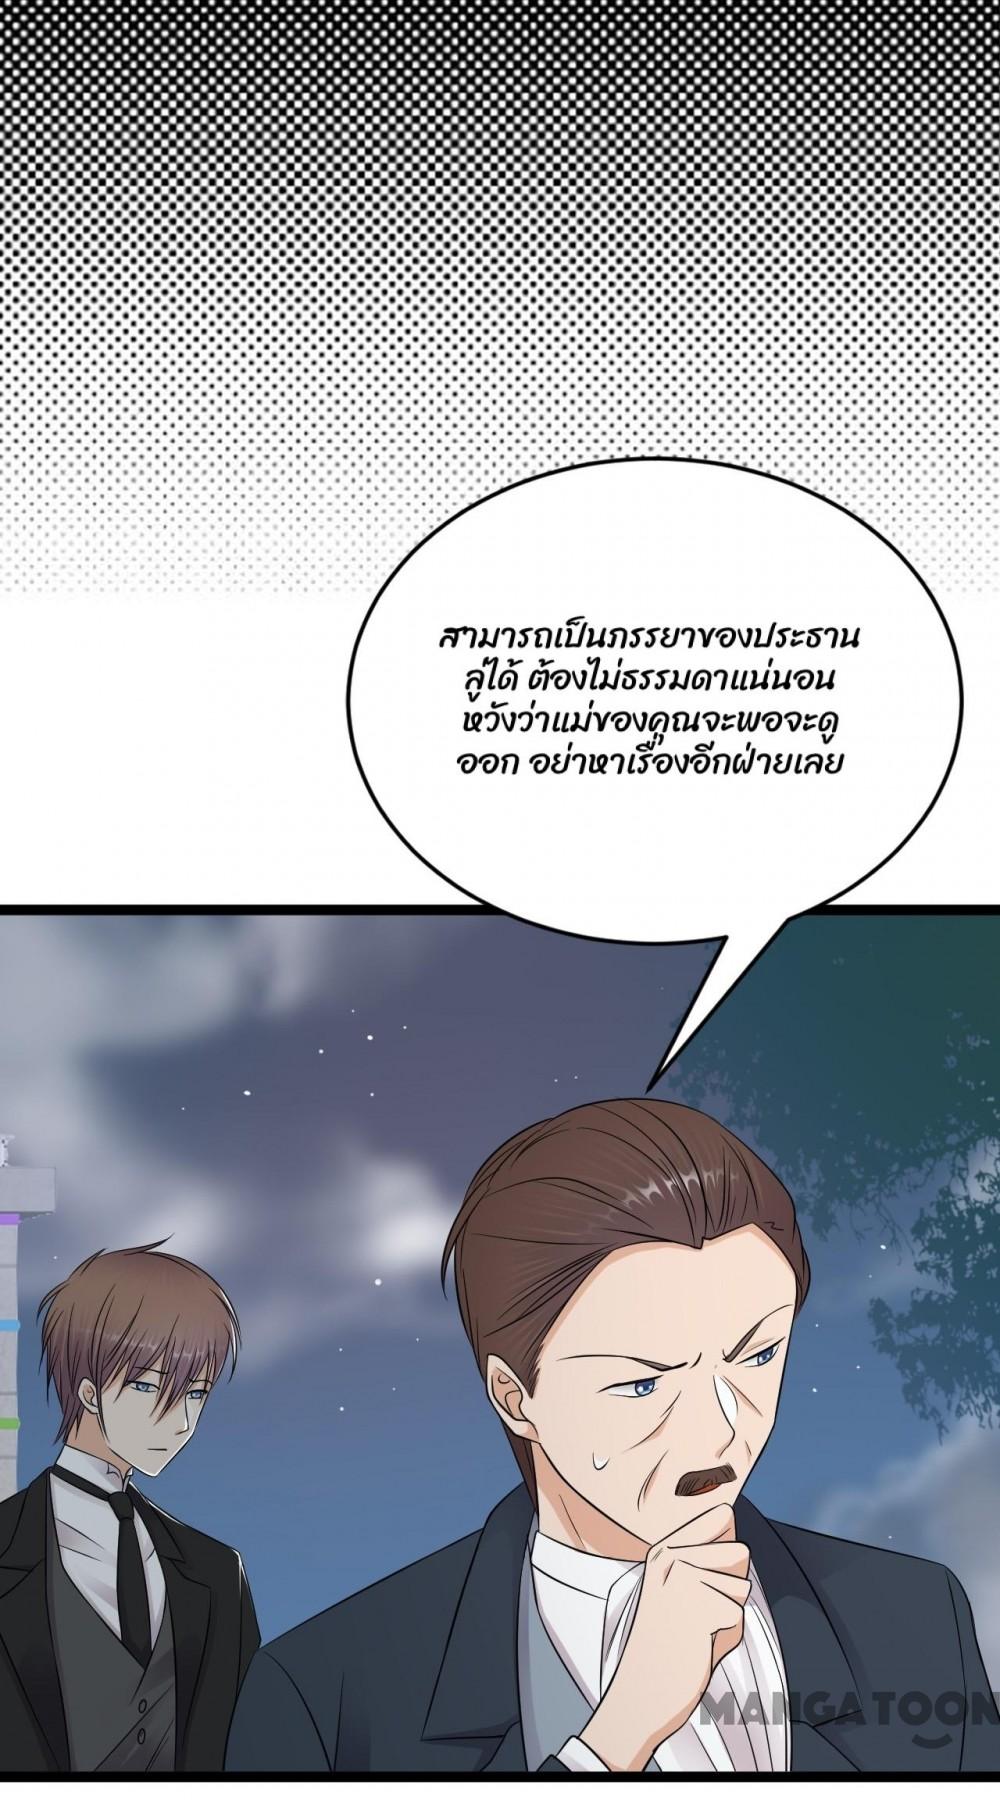 สามารถเป็นภรรยาของประธาน
ลู่ได้ ต้องไม่ธรรมดาแน่นอน
หวังว่าแม่ของคุณจะพอจะดู
ออก อย่าหาเรื่องอีกฝ่ายเลย
MANGATOON